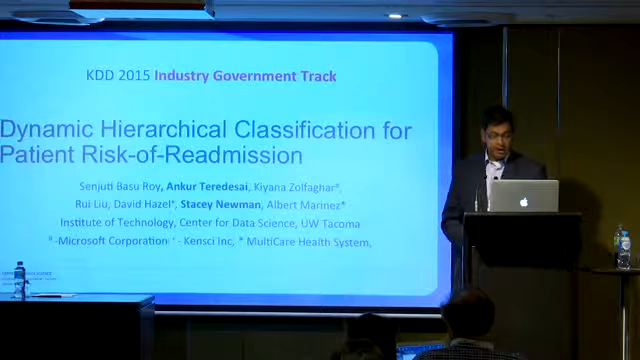 KDD 2015 Industry Government Track
Dynamic Hierarchical Classification for
Patient Risk-of-Readmission
Senjuti Basu Roy, Ankur Teredesai, Kiyana Zolfaghar#,
Rui Liu, David Hazel+, Stacey Newman, Albert Marinez*
Institute of Technology, Center for Data Science, UW Tacoma
-Microsoft Corporation - Kensci Inc, * MultiCare Health System,